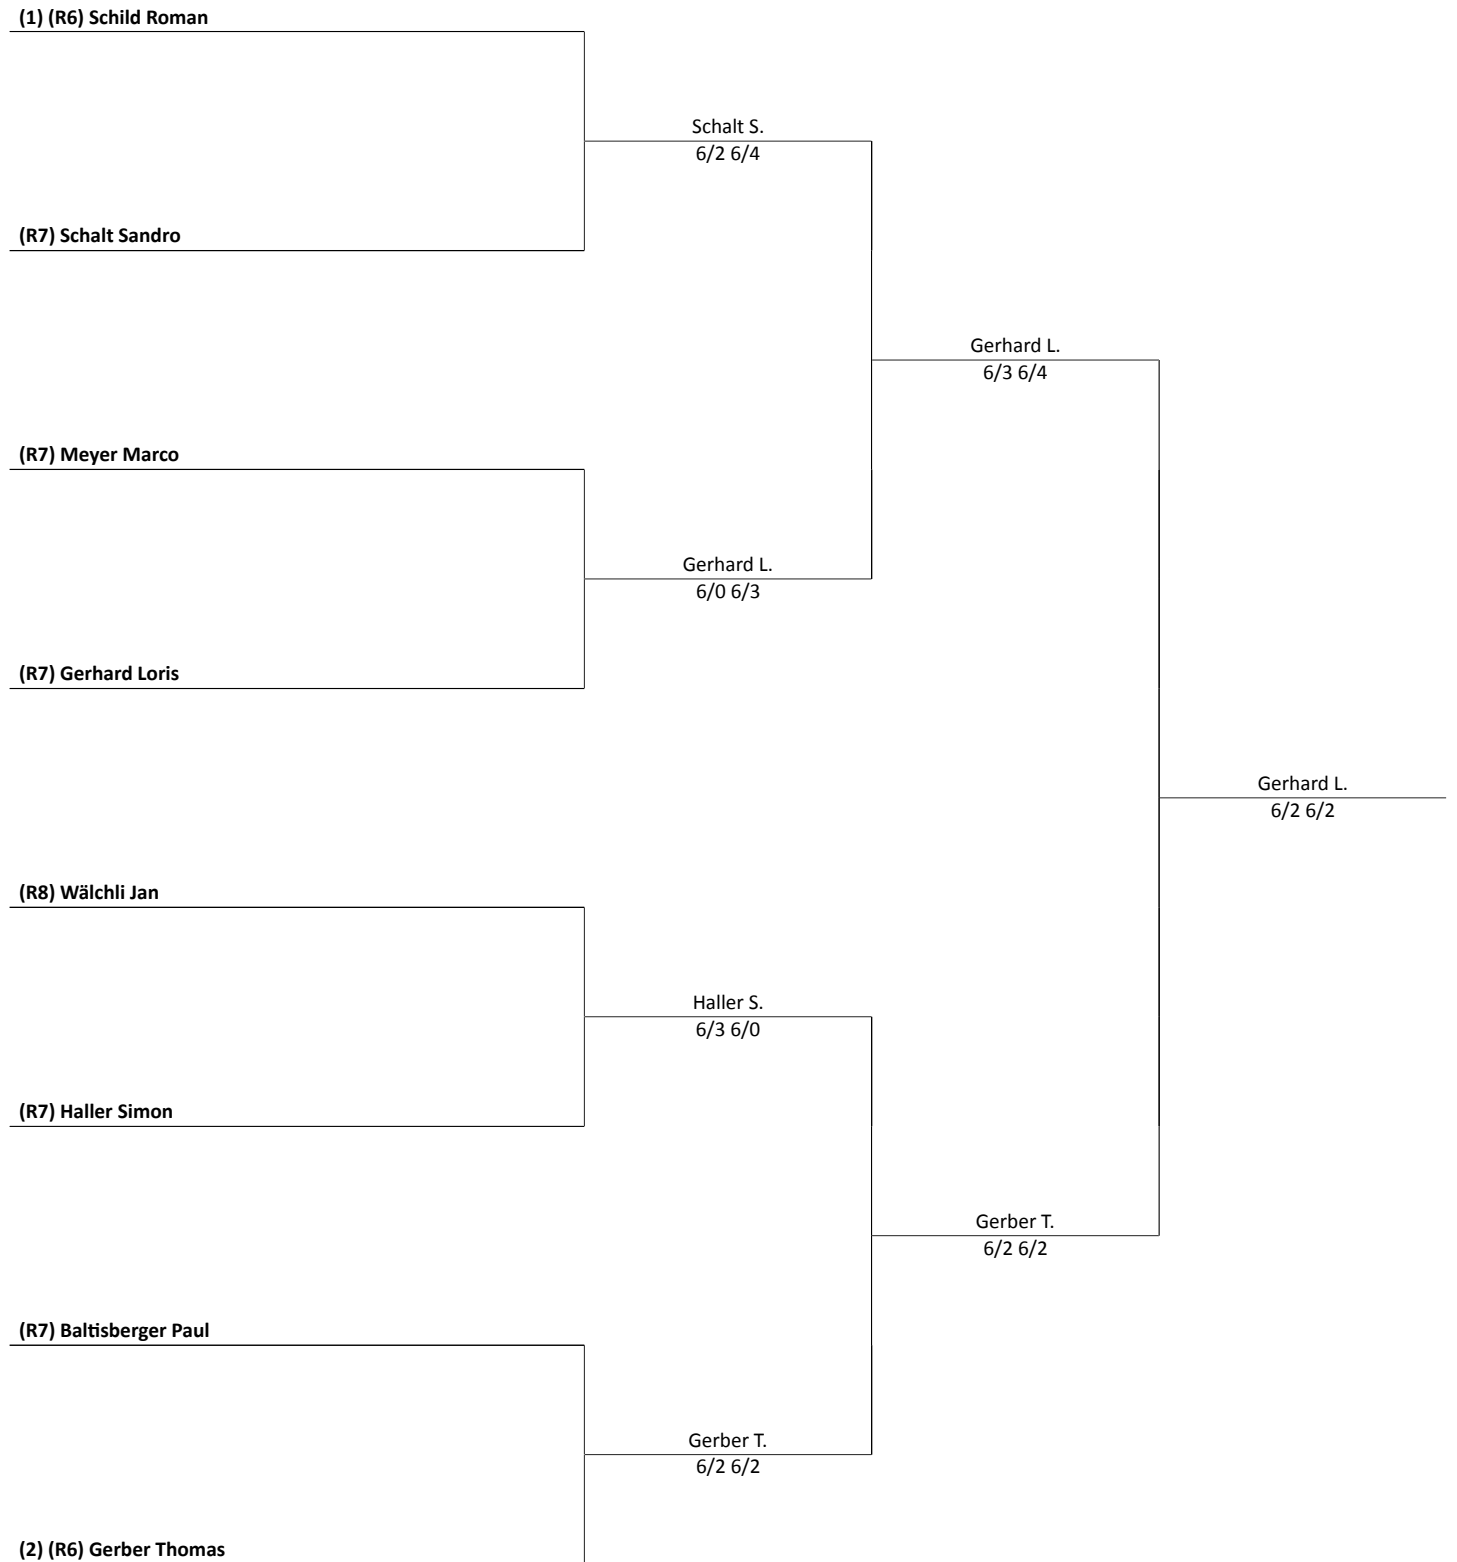 (1) (R6) Schild Roman
Schalt S.
6/2 6/4
(R7) Schalt Sandro
Gerhard L.
6/3 6/4
(R7) Meyer Marco
Gerhard L.
6/0 6/3
(R7) Gerhard Loris
Gerhard L.
6/2 6/2
(R8) Wälchli Jan
Haller S.
6/3 6/0
(R7) Haller Simon
Gerber T.
6/2 6/2
(R7) Baltisberger Paul
Gerber T.
6/2 6/2
(2) (R6) Gerber Thomas